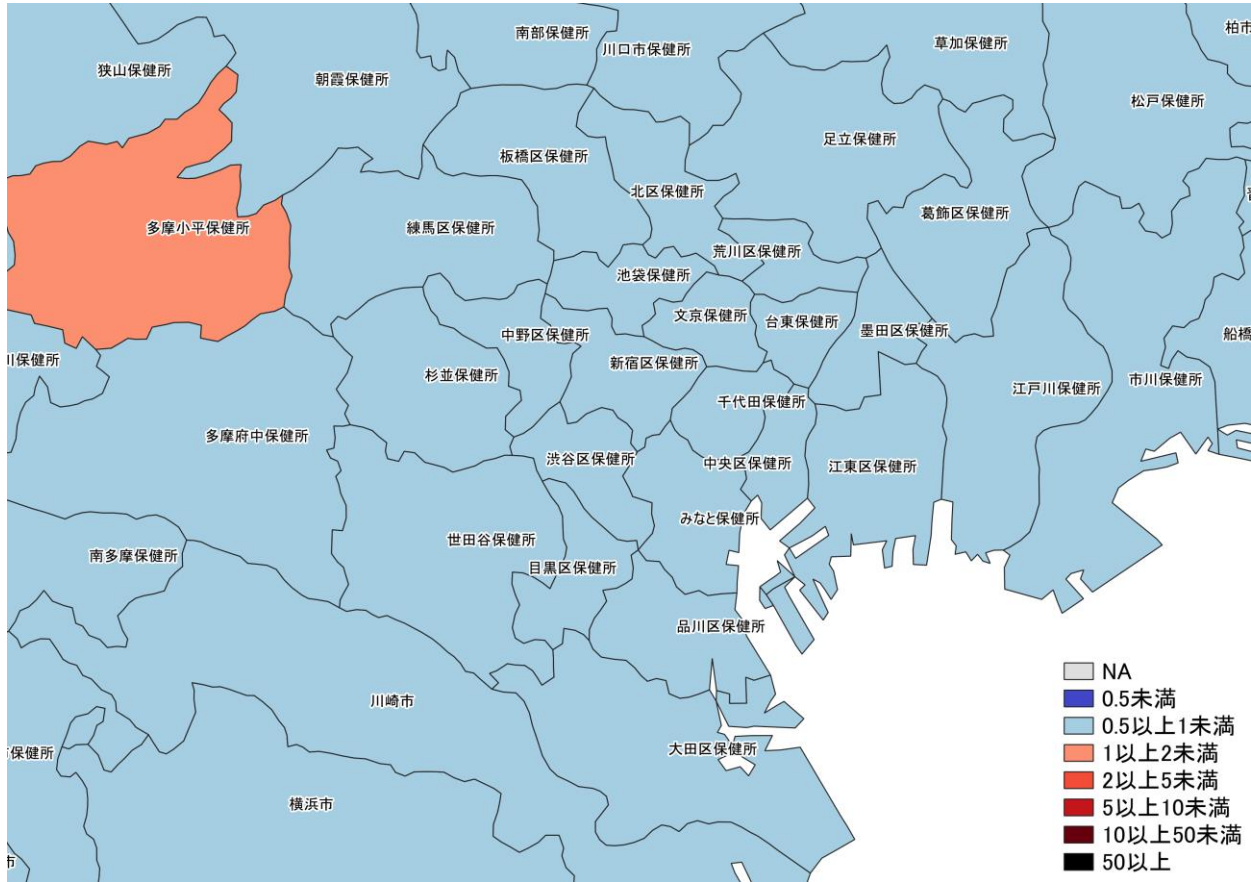 南部保健所
川口市保健所
草加保健所
柏市
狭山保健所
朝霞保健所
松戸保健所
足立保健所
板橋区保健所
北区保健所
葛飾区保健所
多摩小平保健所
練馬区保健所
荒川区保健所
池袋保健所
文京保健所
台東保健所
墨田区保健所
中野区保健所
新宿区保健所
船橋
川保健所
杉並保健所
市川保健所
江戸川保健所
千代田保健所
多摩府中保健所
渋谷区保健所
中央区保健所
江東区保健所
みなと保健所
世田谷保健所
南多摩保健所
目黒区保健所
品川区保健所
川崎市
大田区保健所
保健所
横浜市
市
NA
0.5未満
0.5以上1未満
1以上2未満
2以上5未満
5以上10未満
10以上50未満
50以上